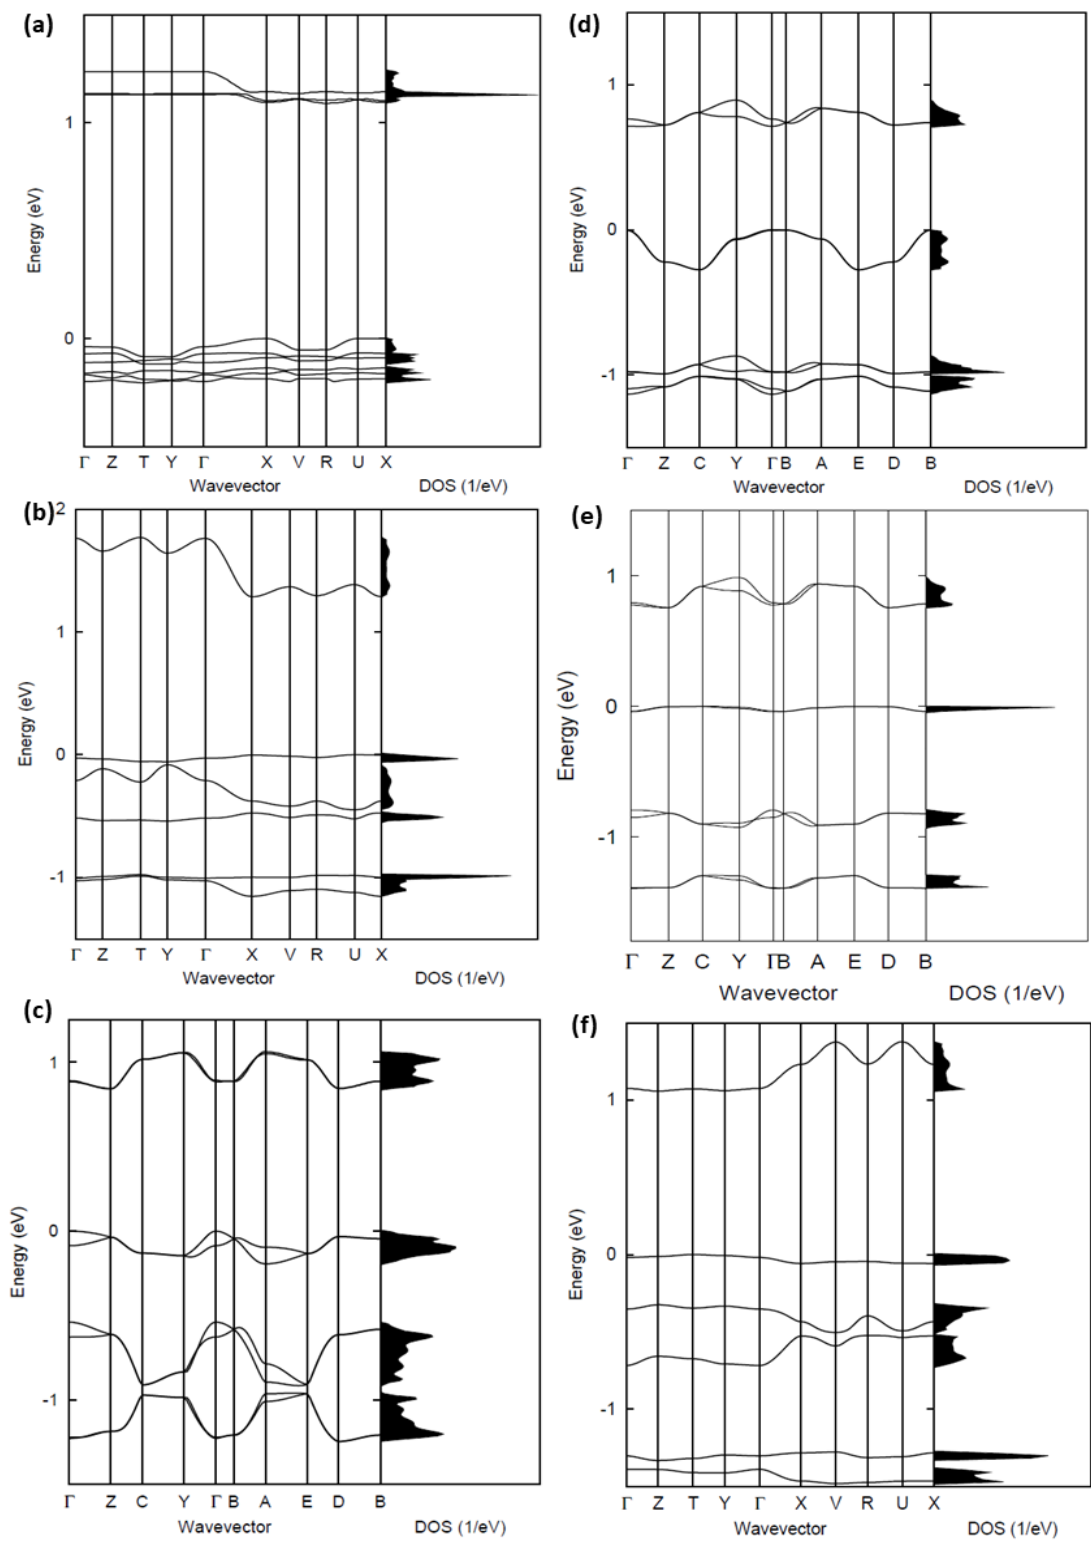 (a)
1
0
Energy (eV)
Γ Z T Y Γ X V R U X
Wavevector DOS (1/eV)
(b)
2
1
0
-1
Energy (eV)
Γ Z T Y Γ X V R U X
Wavevector DOS (1/eV)
(c)
1
0
-1
Energy (eV)
Γ Z C Y Γ B A E D B
Wavevector DOS (1/eV)
(d)
1
0
-1
Energy (eV)
Γ Z C Y Γ B A E D B
Wavevector DOS (1/eV)
(e)
1
0
-1
Energy (eV)
Γ Z C Y Γ B A E D B
Wavevector DOS (1/eV)
(f)
1
0
-1
Energy (eV)
Γ Z T Y Γ X V R U X
Wavevector DOS (1/eV)